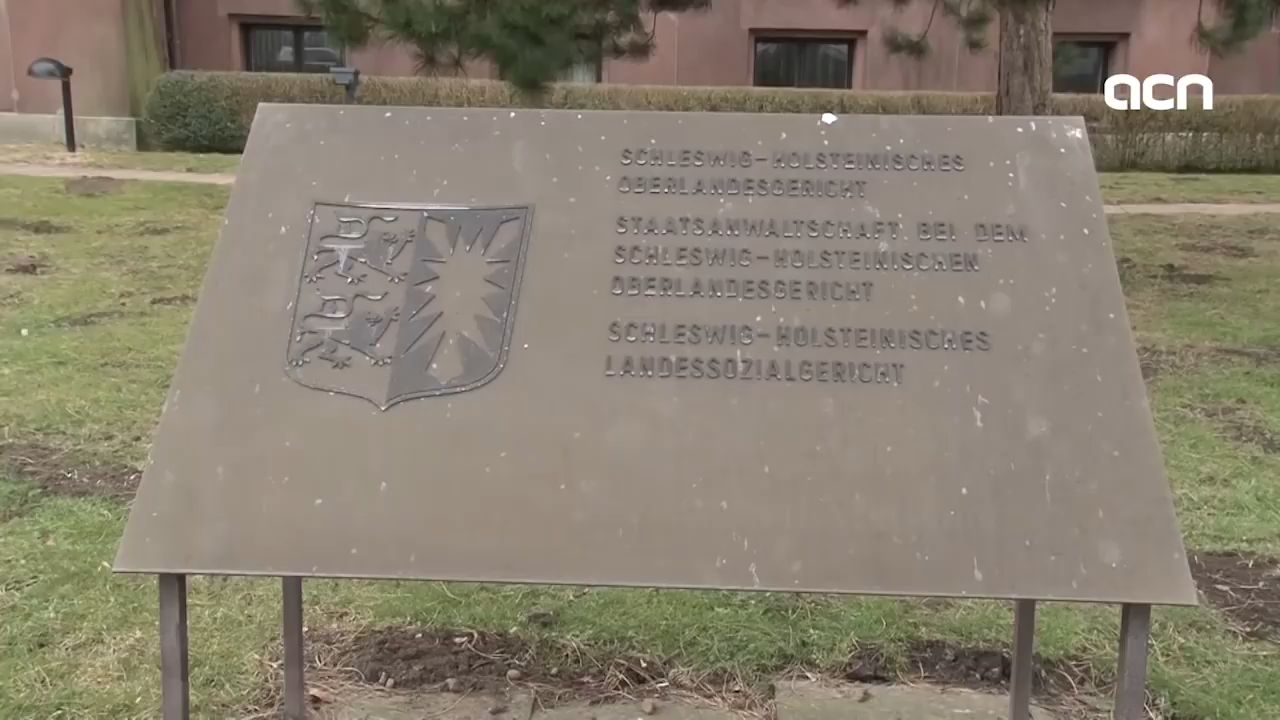 acn
SCHLESWIG-HOLSTEINISCHES
OBERLANDESGERICHT
STAATSANWALTSCHAFT BEI DEM
SCHLESWIG-HOLSTEINISCHEN
OBERLANDESGERICHT
SCHLESWIG-HOLSTEINISCHES
LANDESSOZIALGERICHT